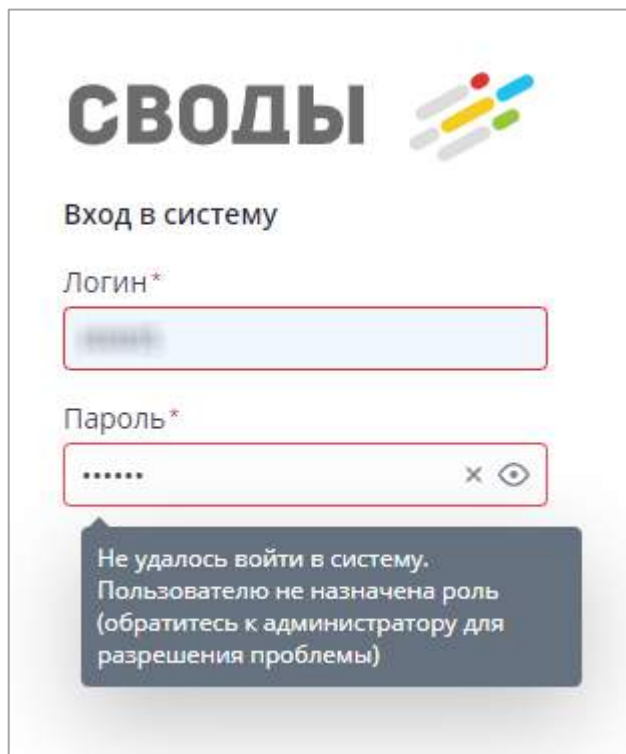 СВОДЫ
Вход в систему
Логин*
Пароль*
••••••
Не удалось войти в систему.
Пользователю не назначена роль
(обратитесь к администратору для
разрешения проблемы)